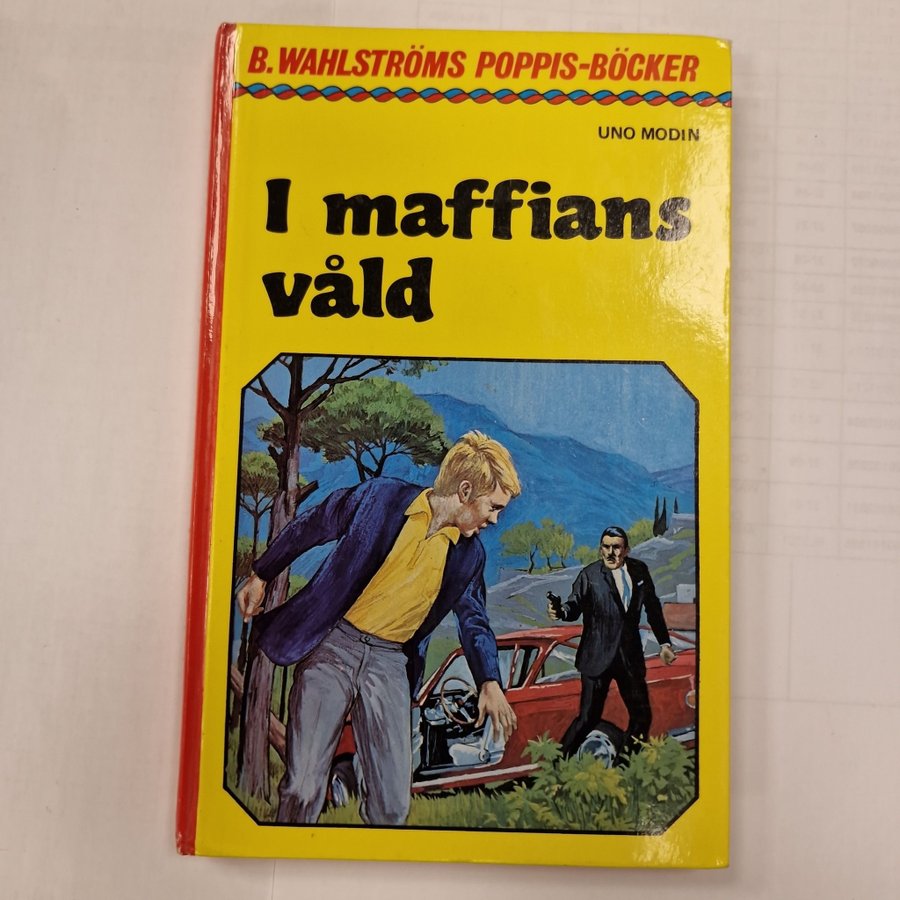 B. WAHLSTRÖMS POPPIS-BÖCKER
UNO MODIN
I maffians
våld